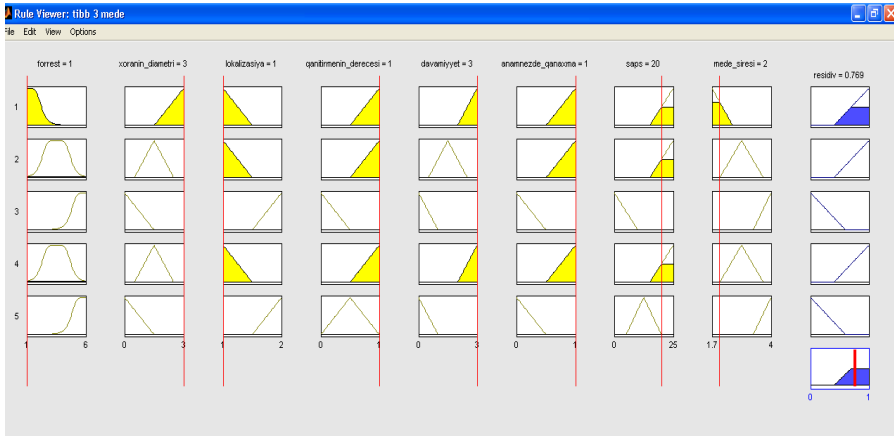 Rule Viewer: tibb 3 mede
File Edit View Options
forrest = 1 xoranin_diametri = 3 lokalizasiya = 1 qanitirmenin_derecesi = 1 davamiyyet = 3 anamnezde_qanaxma = 1 saps = 20 mede_siresi = 2 residiv = 0.769
1
2
3
4
5
1 6 0 3 1 2 0 1 0 3 0 1 0 25 1.7 4
0 1